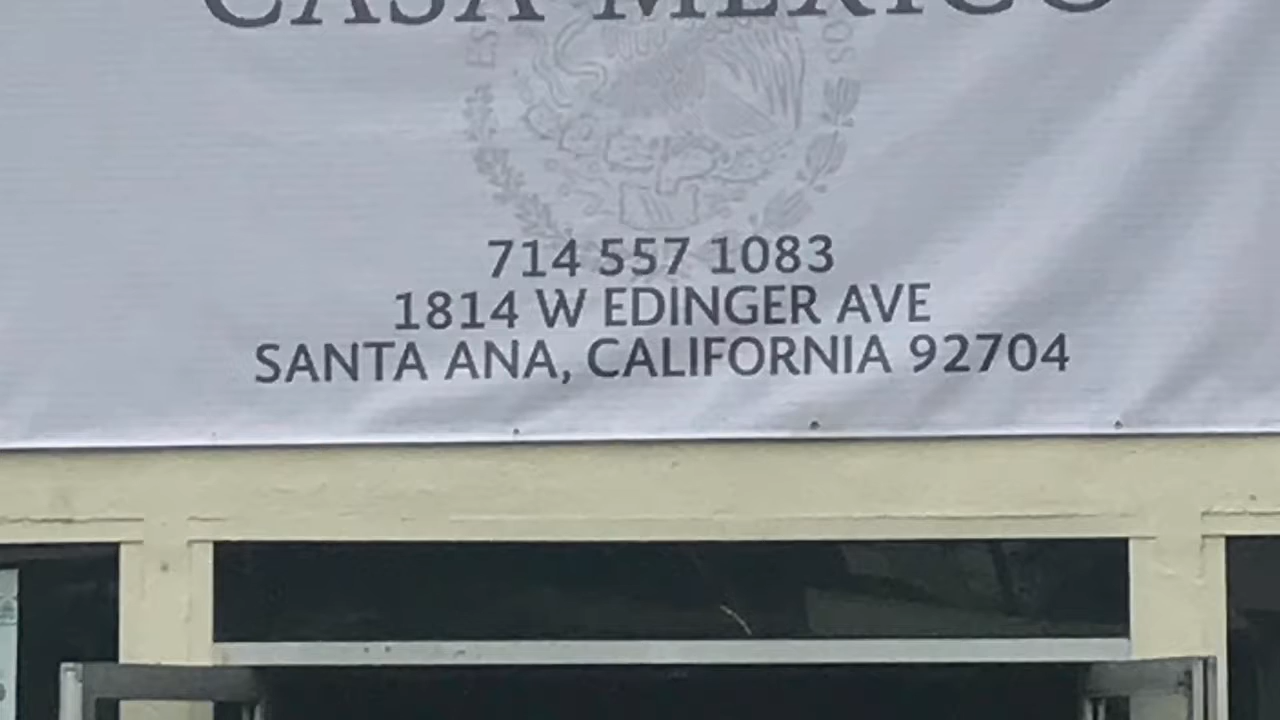 CASA MEXICO
714 557 1083
1814 W EDINGER AVE
SANTA ANA, CALIFORNIA 92704